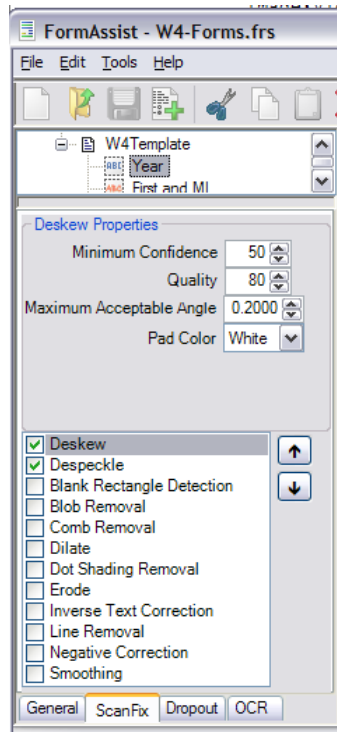 FormAssist - W4-Forms.frs
File Edit Tools Help
W4Template
ABC Year
ABC First and MI
Deskew Properties
Minimum Confidence 50
Quality 80
Maximum Acceptable Angle 0.2000
Pad Color White
Deskew
Despeckle
Blank Rectangle Detection
Blob Removal
Comb Removal
Dilate
Dot Shading Removal
Erode
Inverse Text Correction
Line Removal
Negative Correction
Smoothing
General ScanFix Dropout OCR